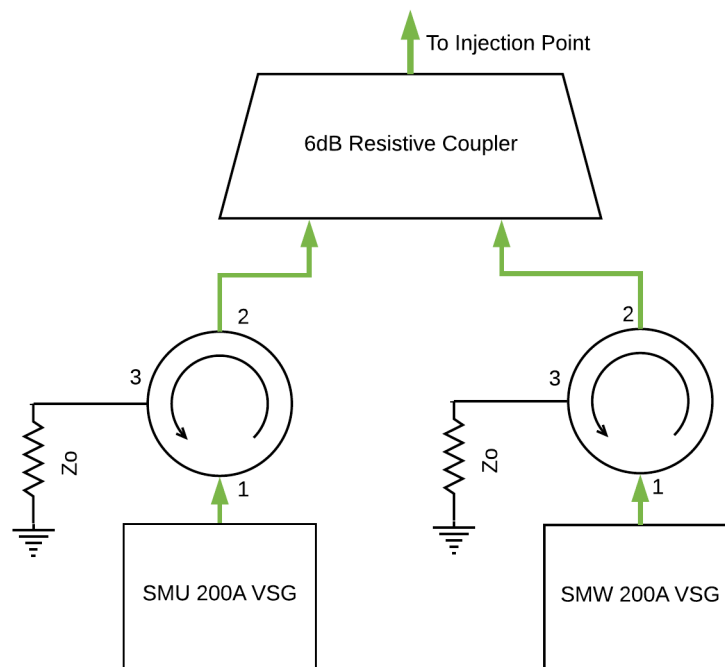 To Injection Point
6dB Resistive Coupler
2
2
3
3
Zo
Zo
1
1
SMU 200A VSG
SMW 200A VSG